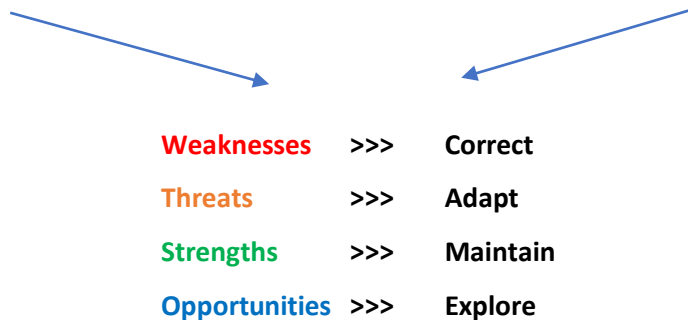 Weaknesses >>> Correct
Threats >>> Adapt
Strengths >>> Maintain
Opportunities >>> Explore